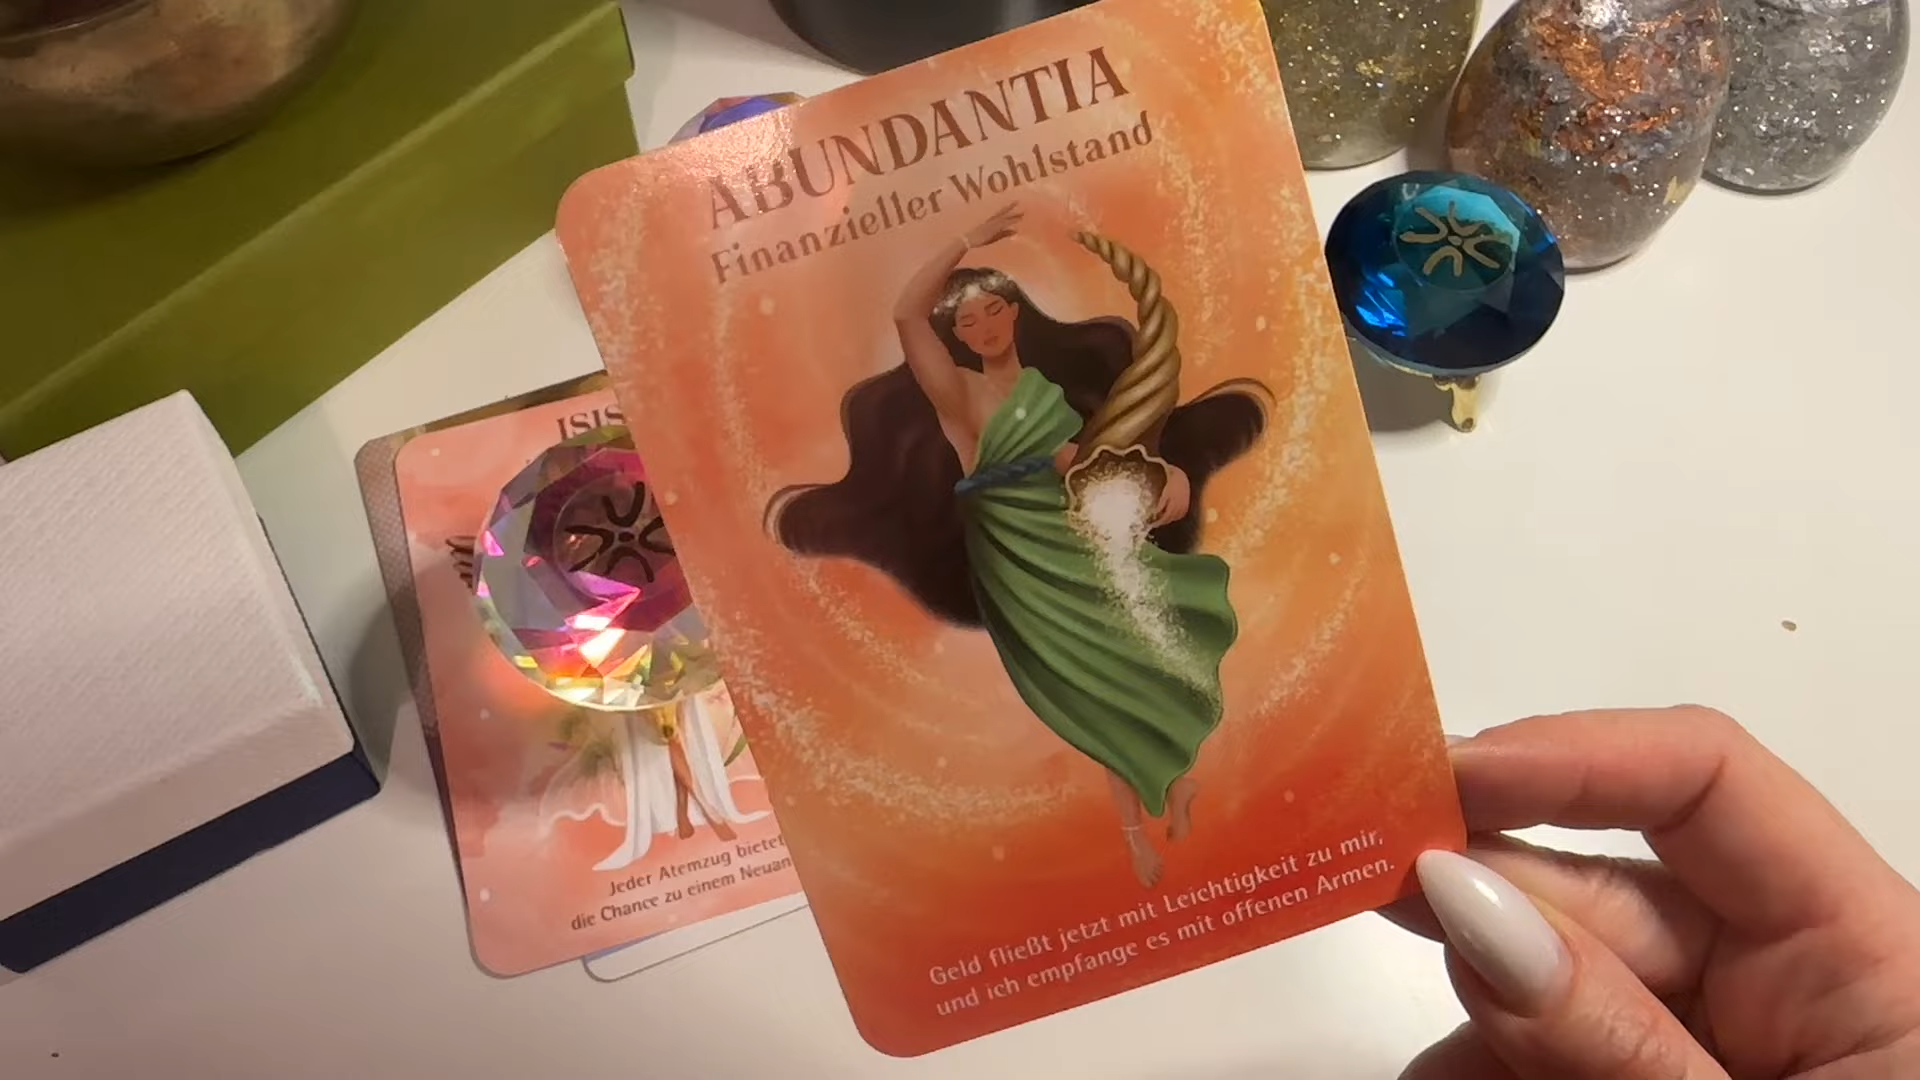 ABUNDANTIA
Finanzieller Wohlstand
Geld fließt jetzt mit Leichtigkeit zu mir,
und ich empfange es mit offenen Armen.
ISIS
Jeder Atemzug bietet
die Chance zu einem